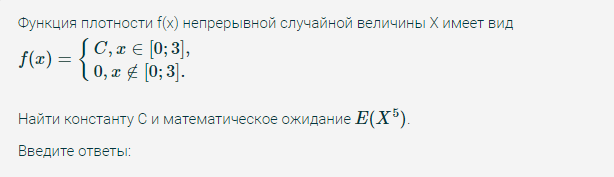 Функция плотности f(x) непрерывной случайной величины X имеет вид
f(x) = { C, x ∈ [0; 3],
0, x ∉ [0; 3].
Найти константу C и математическое ожидание E(X⁵).
Введите ответы: